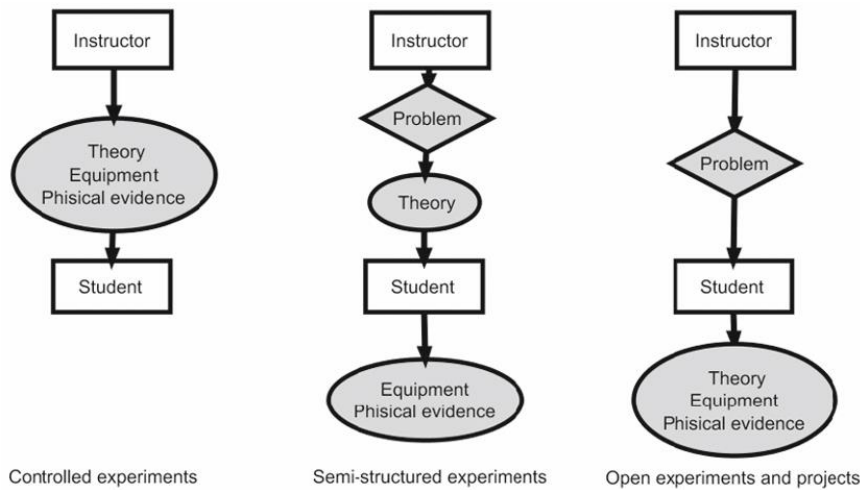 Instructor
Theory
Equipment
Phisical evidence
Student
Controlled experiments
Instructor
Problem
Theory
Student
Equipment
Phisical evidence
Semi-structured experiments
Instructor
Problem
Student
Theory
Equipment
Phisical evidence
Open experiments and projects